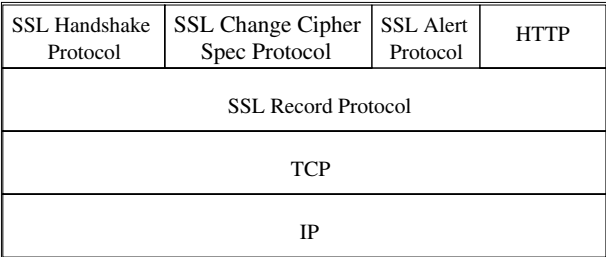 SSL Handshake Protocol
SSL Change Cipher Spec Protocol
SSL Alert Protocol
HTTP
SSL Record Protocol
TCP
IP